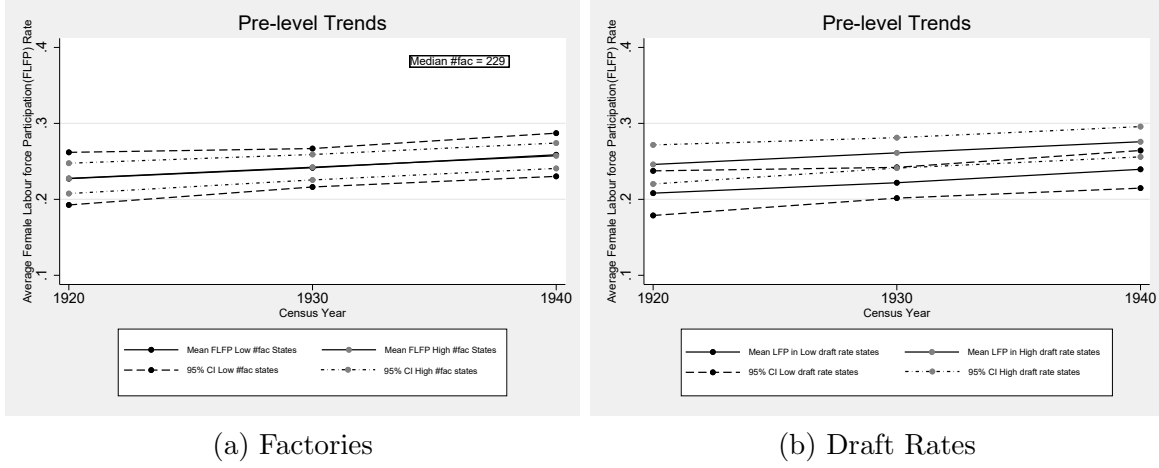 Pre-level Trends
Average Female Labour force Participation(FLFP) Rate
.4
.3
.2
.1
Median #fac = 229
1920 1930 1940
Census Year
Mean FLFP Low #fac States Mean FLFP High #fac States
95% CI Low #fac states 95% CI High #fac states
(a) Factories
Pre-level Trends
Average Female Labour force Participation(FLFP) Rate
.4
.3
.2
.1
1920 1930 1940
Census Year
Mean LFP in Low draft rate states Mean LFP in High draft rate states
95% CI Low draft rate states 95% CI High draft rate states
(b) Draft Rates